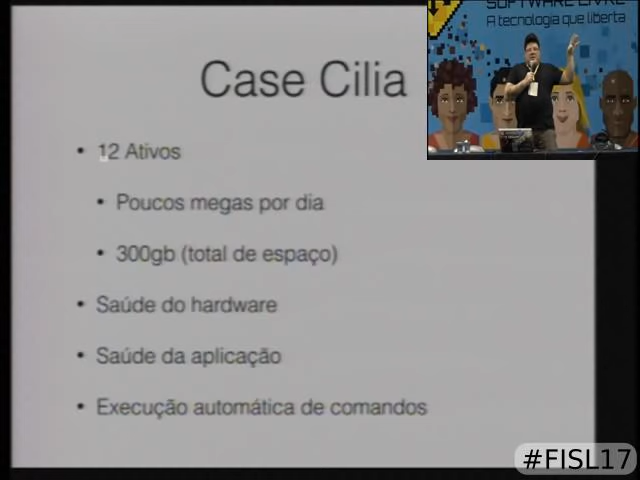 SOFTWARE LIVRE
A tecnologia que liberta
Case Cilia
• 12 Ativos
• Poucos megas por dia
• 300gb (total de espaço)
• Saúde do hardware
• Saúde da aplicação
• Execução automática de comandos
#FISL17